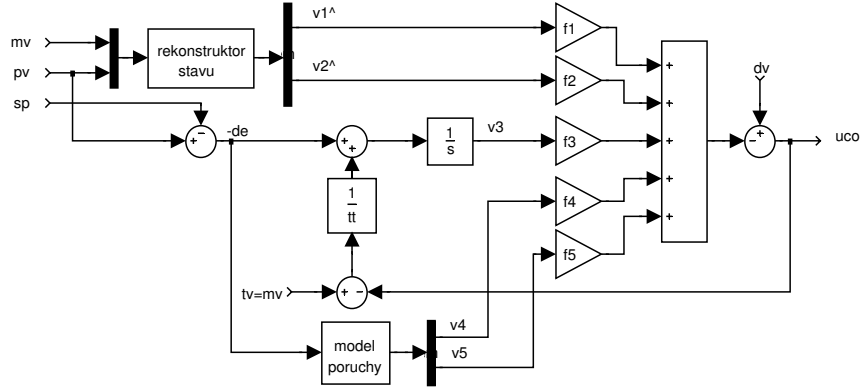 v1^
f1
mv
rekonstruktor
stavu
+
v2^
dv
pv
f2
+
sp
-de
v3
+
−
+
+
+
1
s
f3
+
−
uco
1
tt
f4
+
f5
+
tv=mv
+
−
v4
model
poruchy
v5